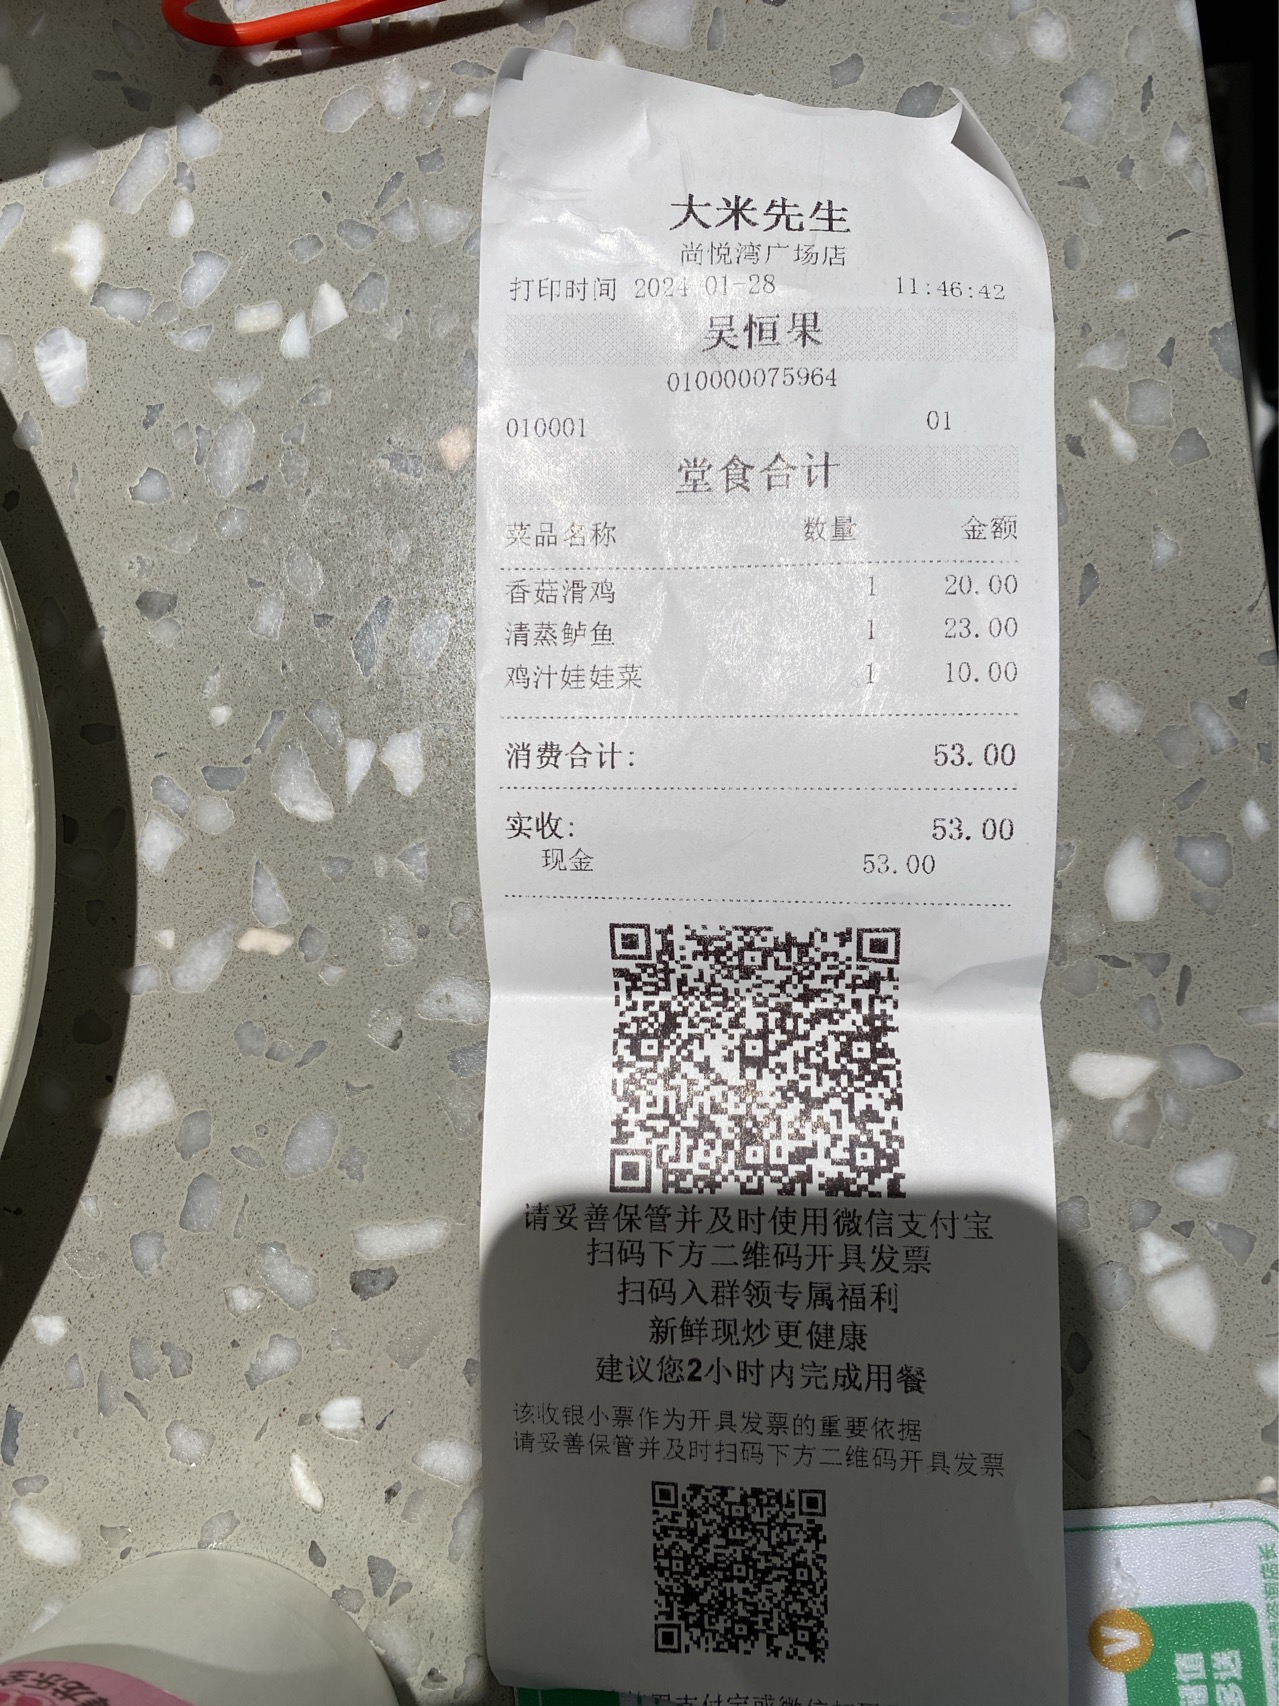 大米先生
尚悦湾广场店
打印时间 2024 01-28 11:46:42
吴恒果
010000075964
010001 01
堂食合计
菜品名称 数量 金额
香菇滑鸡 1 20.00
清蒸鲈鱼 1 23.00
鸡汁娃娃菜 1 10.00
消费合计: 53.00
实收: 53.00
现金 53.00
请妥善保管并及时使用微信支付宝
扫码下方二维码开具发票
扫码入群领专属福利
新鲜现炒更健康
建议您2小时内完成用餐
该收银小票作为开具发票的重要依据
请妥善保管并及时扫码下方二维码开具发票
V